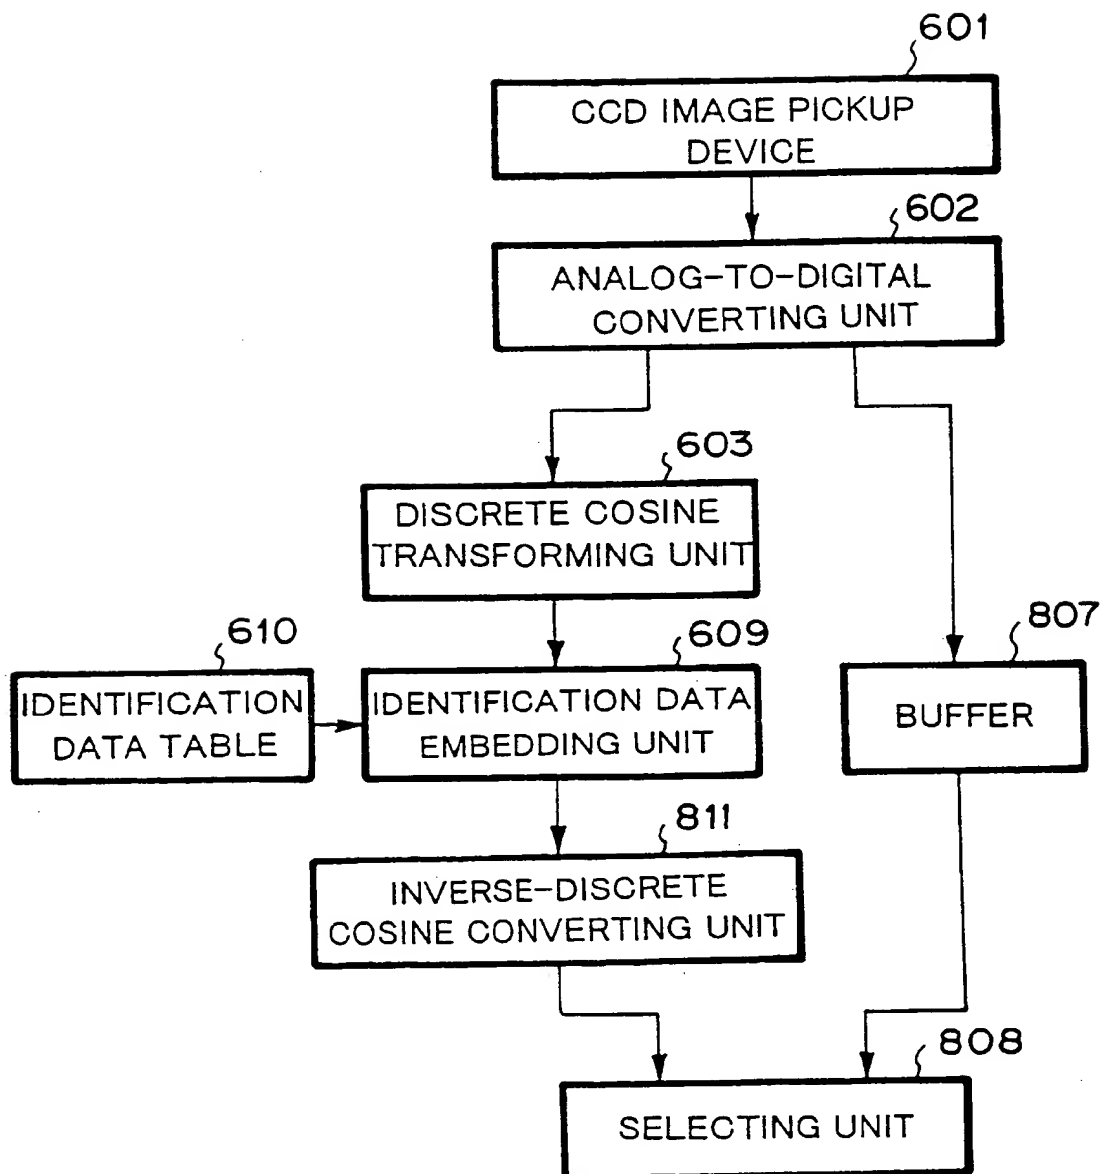 601
CCD IMAGE PICKUP
DEVICE
602
ANALOG-TO-DIGITAL
CONVERTING UNIT
603
DISCRETE COSINE
TRANSFORMING UNIT
610
IDENTIFICATION
DATA TABLE
609
IDENTIFICATION DATA
EMBEDDING UNIT
807
BUFFER
811
INVERSE-DISCRETE
COSINE CONVERTING UNIT
808
SELECTING UNIT